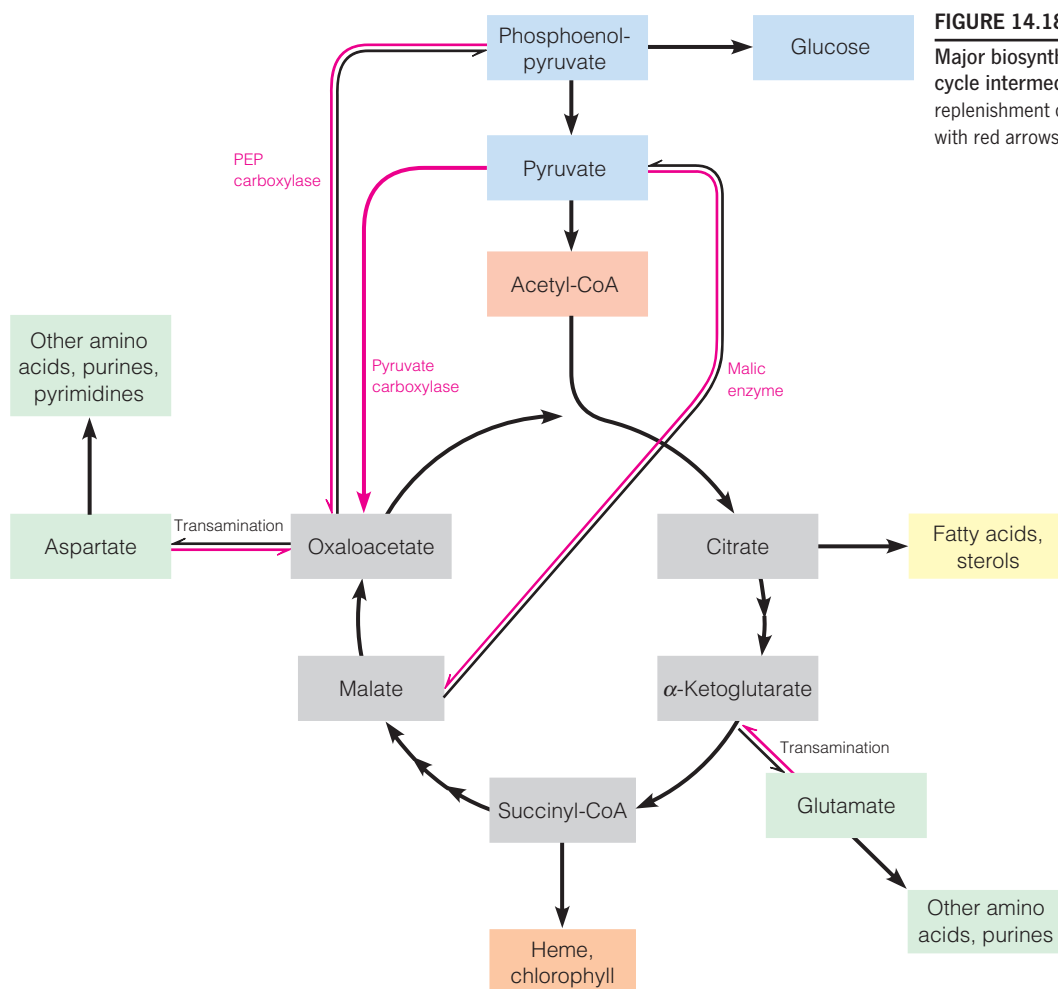 FIGURE 14.18
Major biosynth
cycle intermed
replenishment o
with red arrows
Phosphoenol-
pyruvate
Glucose
Pyruvate
PEP
carboxylase
Acetyl-CoA
Other amino
acids, purines,
pyrimidines
Pyruvate
carboxylase
Malic
enzyme
Aspartate
Transamination
Oxaloacetate
Citrate
Fatty acids,
sterols
Malate
α-Ketoglutarate
Transamination
Succinyl-CoA
Glutamate
Heme,
chlorophyll
Other amino
acids, purines